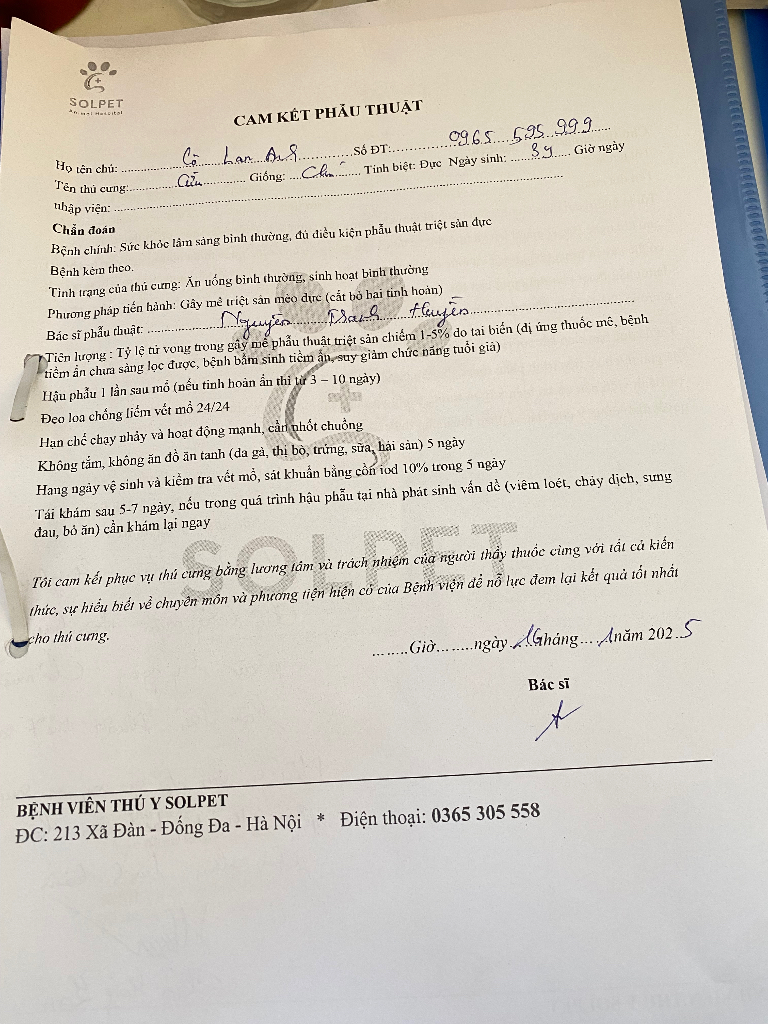 SOLPET
Animal Hospital
CAM KẾT PHẪU THUẬT
Họ tên chủ: Cô Lan Anh Số ĐT: 0965 595 999
Tên thú cưng: Giống: Chó Tính biệt: Đực Ngày sinh: 3y Giờ ngày
nhập viện:
Chẩn đoán
Bệnh chính: Sức khỏe lâm sàng bình thường, đủ điều kiện phẫu thuật triệt sản đực
Bệnh kèm theo.
Tình trạng của thú cưng: Ăn uống bình thường, sinh hoạt bình thường
Phương pháp tiến hành: Gây mê triệt sản mèo đực (cắt bỏ hai tinh hoàn)
Bác sĩ phẫu thuật: Nguyễn Thanh Huyền
Tiên lượng : Tỷ lệ tử vong trong gây mê phẫu thuật triệt sản chiếm 1-5% do tai biến (dị ứng thuốc mê, bệnh
tiềm ẩn chưa sàng lọc được, bệnh bẩm sinh tiềm ẩn, suy giảm chức năng tuổi già)
Hậu phẫu 1 lần sau mổ (nếu tinh hoàn ẩn thì từ 3 – 10 ngày)
Đeo loa chống liếm vết mổ 24/24
Hạn chế chạy nhảy và hoạt động mạnh, cần nhốt chuồng
Không tắm, không ăn đồ ăn tanh (da gà, thị bò, trứng, sữa, hải sản) 5 ngày
Hang ngày vệ sinh và kiểm tra vết mổ, sát khuẩn bằng cồn iod 10% trong 5 ngày
Tái khám sau 5-7 ngày, nếu trong quá trình hậu phẫu tại nhà phát sinh vấn đề (viêm loét, chảy dịch, sưng
đau, bỏ ăn) cần khám lại ngay
SOLPET
Tôi cam kết phục vụ thú cưng bằng lương tâm và trách nhiệm của người thầy thuốc cùng với tất cả kiến
thức, sự hiểu biết về chuyên môn và phương tiện hiện có của Bệnh viện để nỗ lực đem lại kết quả tốt nhất
cho thú cưng.
........Giờ........ngày 16 tháng....1 năm 2025
Bác sĩ
BỆNH VIÊN THÚ Y SOLPET
ĐC: 213 Xã Đàn - Đống Đa - Hà Nội * Điện thoại: 0365 305 558